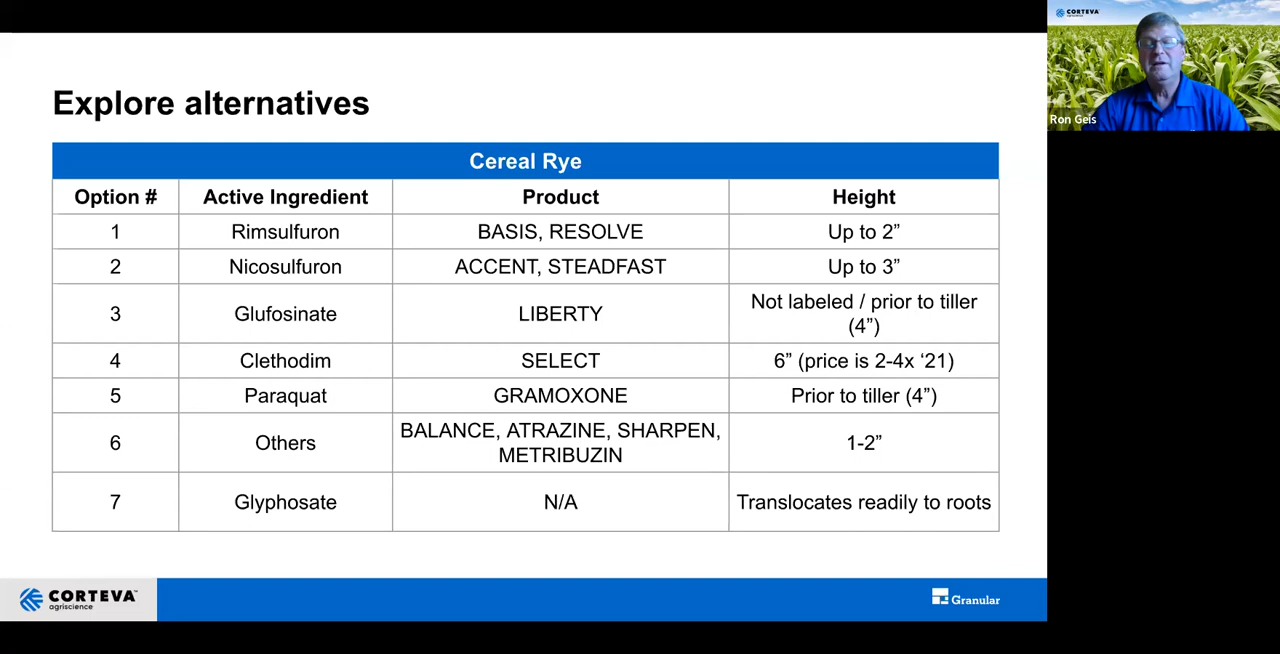 CORTEVA
agriscience
Ron Geis
Explore alternatives
Cereal Rye
Option # Active Ingredient Product Height
1 Rimsulfuron BASIS, RESOLVE Up to 2”
2 Nicosulfuron ACCENT, STEADFAST Up to 3”
3 Glufosinate LIBERTY Not labeled / prior to tiller
(4”)
4 Clethodim SELECT 6” (price is 2-4x ‘21)
5 Paraquat GRAMOXONE Prior to tiller (4”)
6 Others BALANCE, ATRAZINE, SHARPEN,
METRIBUZIN 1-2”
7 Glyphosate N/A Translocates readily to roots
CORTEVA™
agriscience
Granular